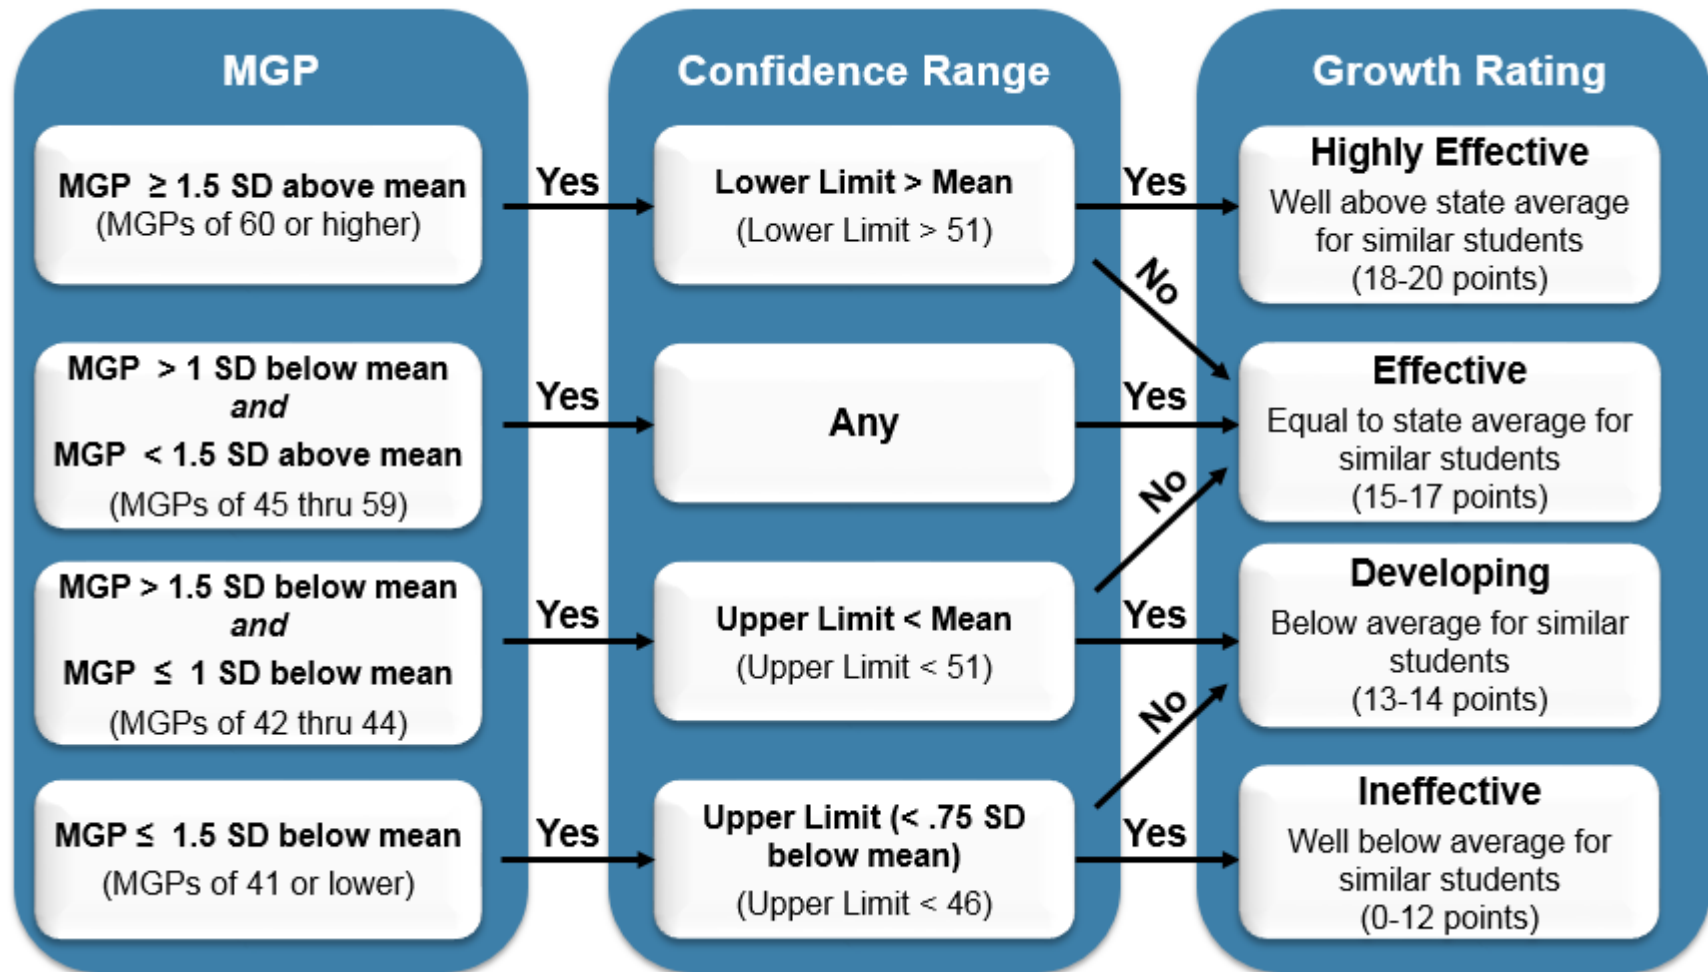 MGP
MGP ≥ 1.5 SD above mean
(MGPs of 60 or higher)
MGP > 1 SD below mean
and
MGP < 1.5 SD above mean
(MGPs of 45 thru 59)
MGP > 1.5 SD below mean
and
MGP ≤ 1 SD below mean
(MGPs of 42 thru 44)
MGP ≤ 1.5 SD below mean
(MGPs of 41 or lower)
Yes
Yes
Yes
Yes
Confidence Range
Lower Limit > Mean
(Lower Limit > 51)
Any
Upper Limit < Mean
(Upper Limit < 51)
Upper Limit (< .75 SD
below mean)
(Upper Limit < 46)
Yes
No
Yes
No
Yes
No
Yes
Growth Rating
Highly Effective
Well above state average
for similar students
(18-20 points)
Effective
Equal to state average for
similar students
(15-17 points)
Developing
Below average for similar
students
(13-14 points)
Ineffective
Well below average for
similar students
(0-12 points)